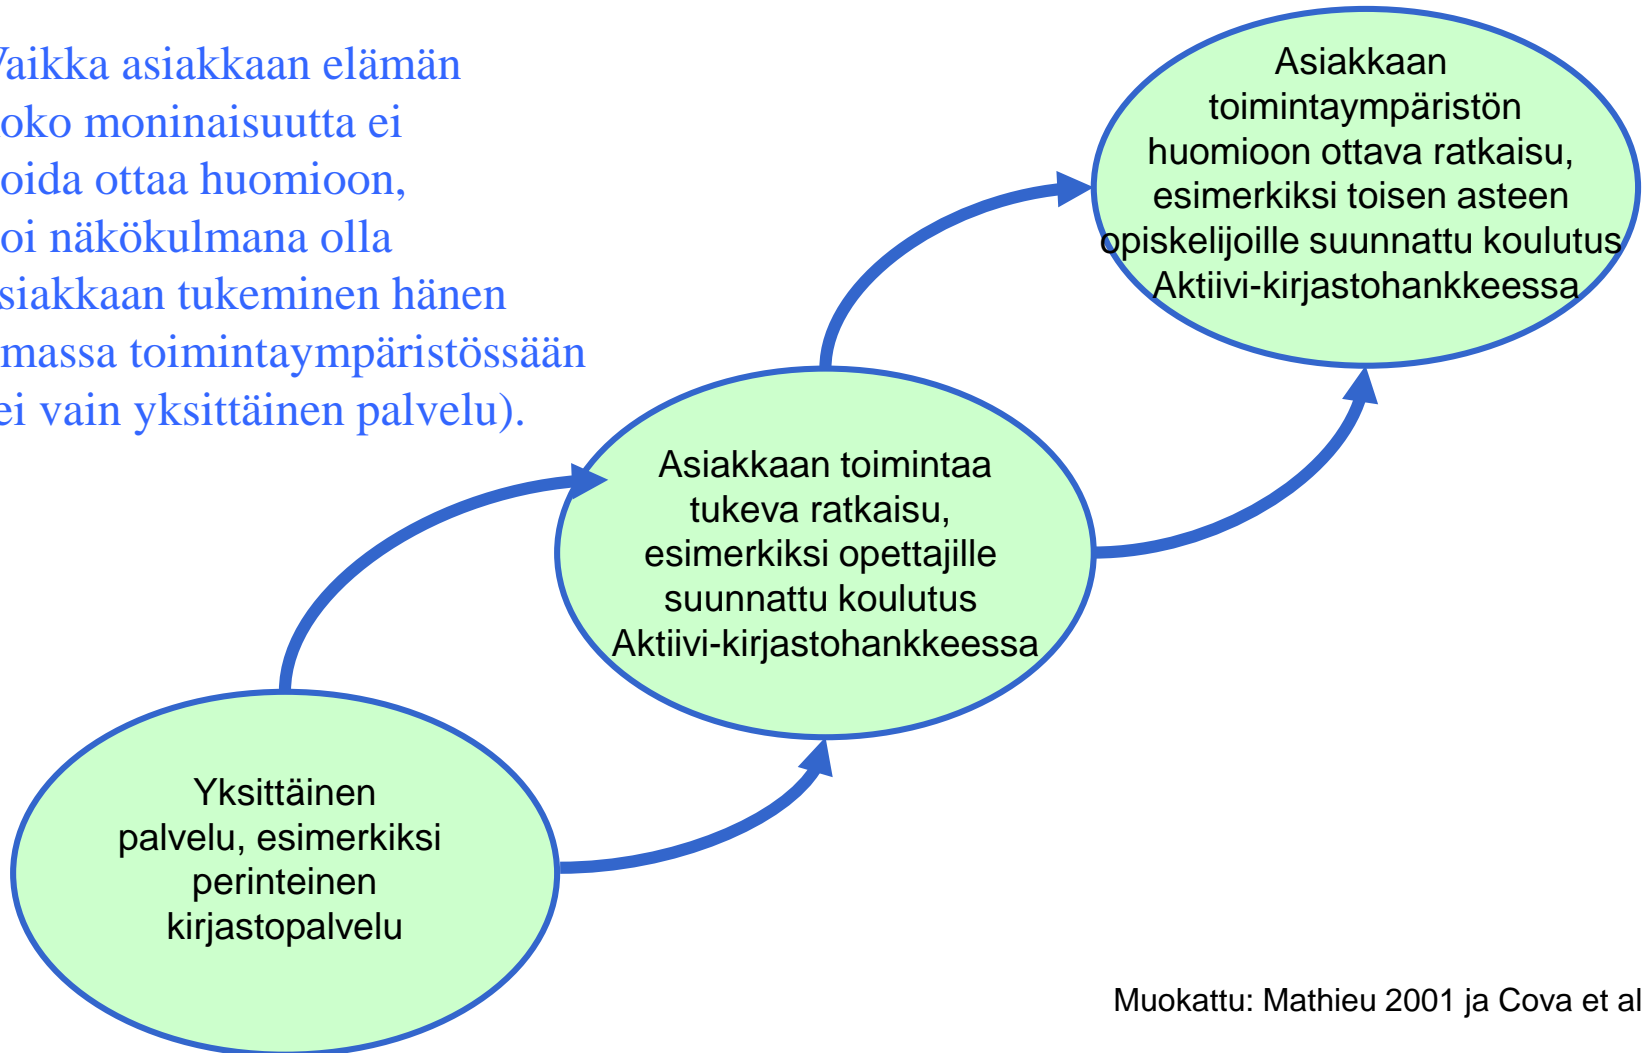 Vaikka asiakkaan elämän
oko moninaisuutta ei
oida ottaa huomioon,
oi näkökulmana olla
siakkaan tukeminen hänen
massa toimintaympäristössään
ei vain yksittäinen palvelu).
Asiakkaan
toimintaympäristön
huomioon ottava ratkaisu,
esimerkiksi toisen asteen
opiskelijoille suunnattu koulutus
Aktiivi-kirjastohankkeessa
Asiakkaan toimintaa
tukeva ratkaisu,
esimerkiksi opettajille
suunnattu koulutus
Aktiivi-kirjastohankkeessa
Yksittäinen
palvelu, esimerkiksi
perinteinen
kirjastopalvelu
Muokattu: Mathieu 2001 ja Cova et al